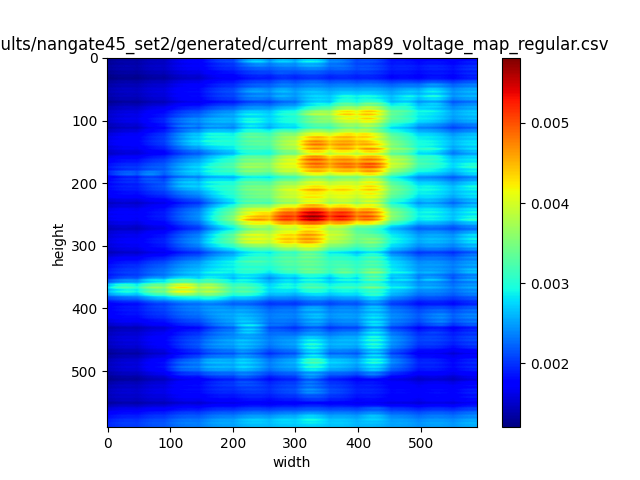 ults/nangate45_set2/generated/current_map89_voltage_map_regular.csv
0
100
200
300
400
500
height
0 100 200 300 400 500
width
0.005
0.004
0.003
0.002